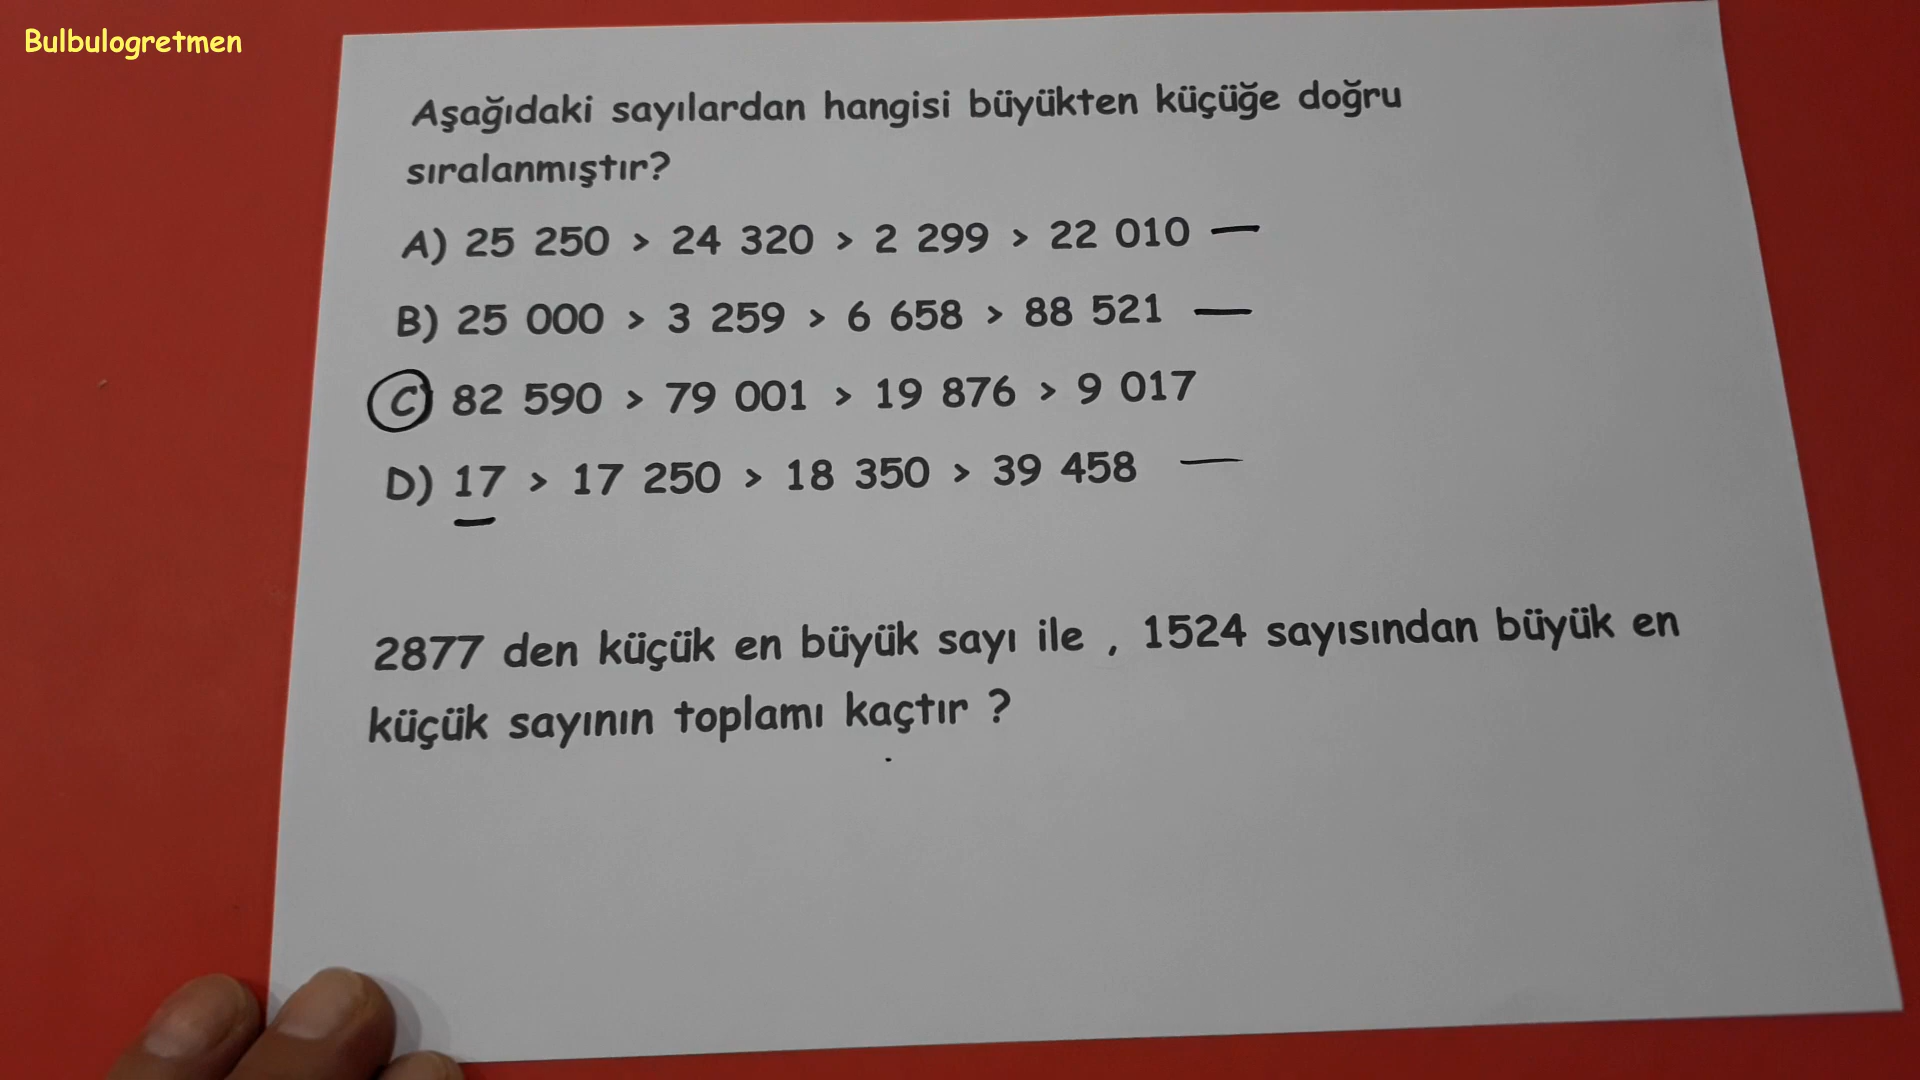 Bulbulogretmen
Aşağıdaki sayılardan hangisi büyükten küçüğe doğru
sıralanmıştır?
A) 25 250 > 24 320 > 2 299 > 22 010 —
B) 25 000 > 3 259 > 6 658 > 88 521 —
C) 82 590 > 79 001 > 19 876 > 9 017
D) 17 > 17 250 > 18 350 > 39 458 —
2877 den küçük en büyük sayı ile , 1524 sayısından büyük en
küçük sayının toplamı kaçtır ?